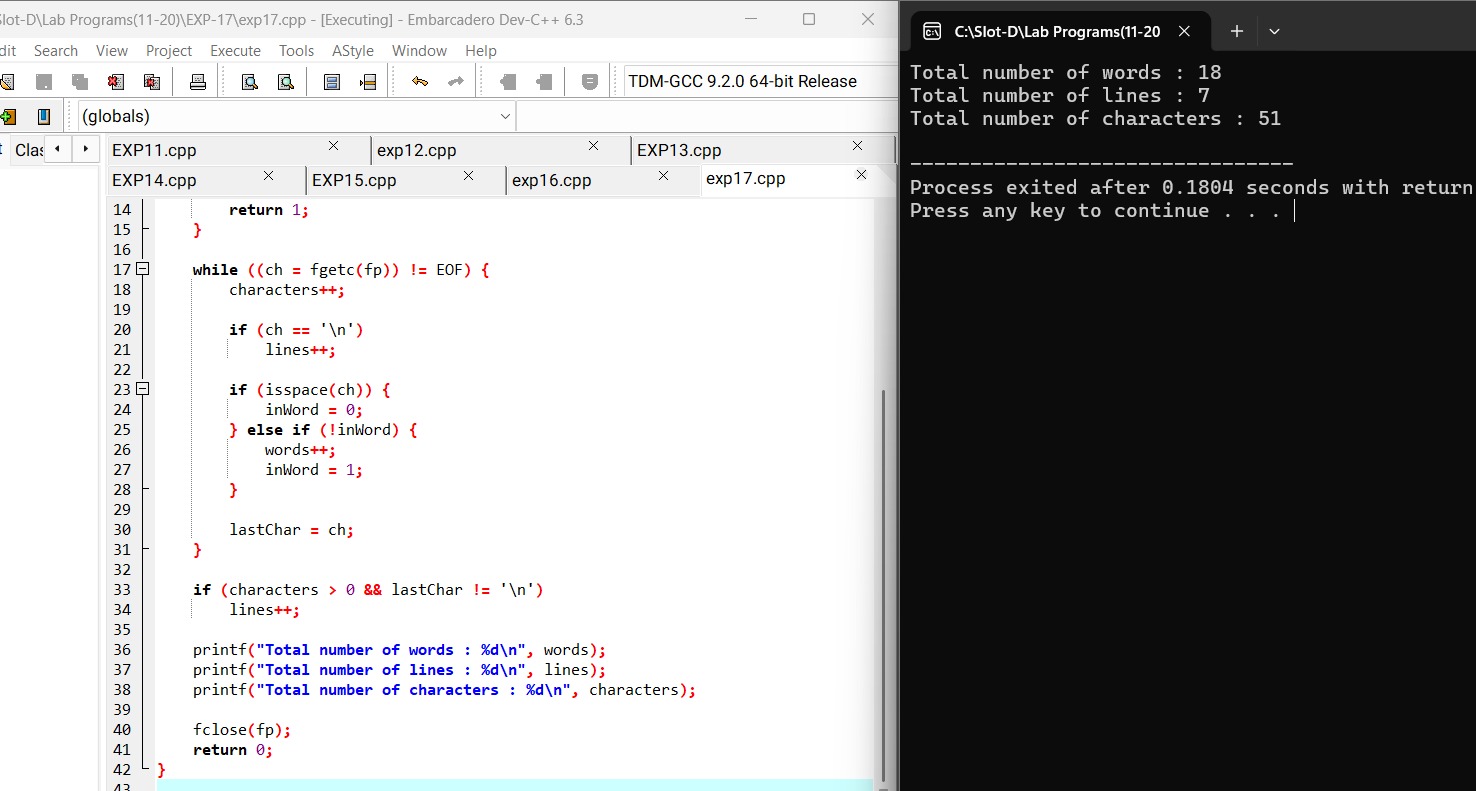 Slot-D\Lab Programs(11-20)\EXP-17\exp17.cpp - [Executing] - Embarcadero Dev-C++ 6.3
dit Search View Project Execute Tools AStyle Window Help
TDM-GCC 9.2.0 64-bit Release
(globals)
t Clas
EXP11.cpp exp12.cpp EXP13.cpp
EXP14.cpp EXP15.cpp exp16.cpp exp17.cpp
14 return 1;
15 }
16
17 while ((ch = fgetc(fp)) != EOF) {
18 characters++;
19
20 if (ch == '\n')
21 lines++;
22
23 if (isspace(ch)) {
24 inWord = 0;
25 } else if (!inWord) {
26 words++;
27 inWord = 1;
28 }
29
30 lastChar = ch;
31 }
32
33 if (characters > 0 && lastChar != '\n')
34 lines++;
35
36 printf("Total number of words : %d\n", words);
37 printf("Total number of lines : %d\n", lines);
38 printf("Total number of characters : %d\n", characters);
39
40 fclose(fp);
41 return 0;
42 }
43
C:\Slot-D\Lab Programs(11-20
Total number of words : 18
Total number of lines : 7
Total number of characters : 51
--------------------------------
Process exited after 0.1804 seconds with return
Press any key to continue . . .